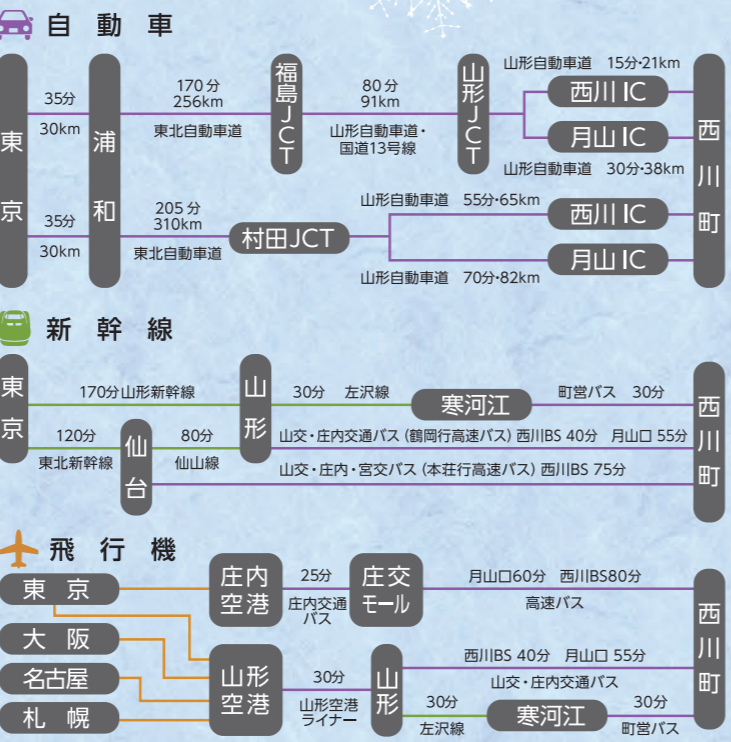 自動車
東京
35分
30km
35分
30km
浦和
170分
256km
東北自動車道
福島JCT
80分
91km
山形自動車道・
国道13号線
山形JCT
山形自動車道 15分・21km
西川IC
月山IC
山形自動車道 30分・38km
205分
310km
東北自動車道
村田JCT
山形自動車道 55分・65km
西川IC
月山IC
山形自動車道 70分・82km
西川町
新幹線
東京
170分山形新幹線
120分
東北新幹線
仙台
80分
仙山線
山形
30分 左沢線
寒河江
町営バス 30分
山交・庄内交通バス (鶴岡行高速バス) 西川BS 40分 月山口 55分
山交・庄内・宮交バス (本荘行高速バス) 西川BS 75分
西川町
飛行機
東京
大阪
名古屋
札幌
庄内
空港
25分
庄内交通
バス
庄交
モール
月山口60分 西川BS80分
高速バス
山形
空港
30分
山形空港
ライナー
山形
西川BS 40分 月山口 55分
山交・庄内交通バス
30分
左沢線
寒河江
30分
町営バス
西川町